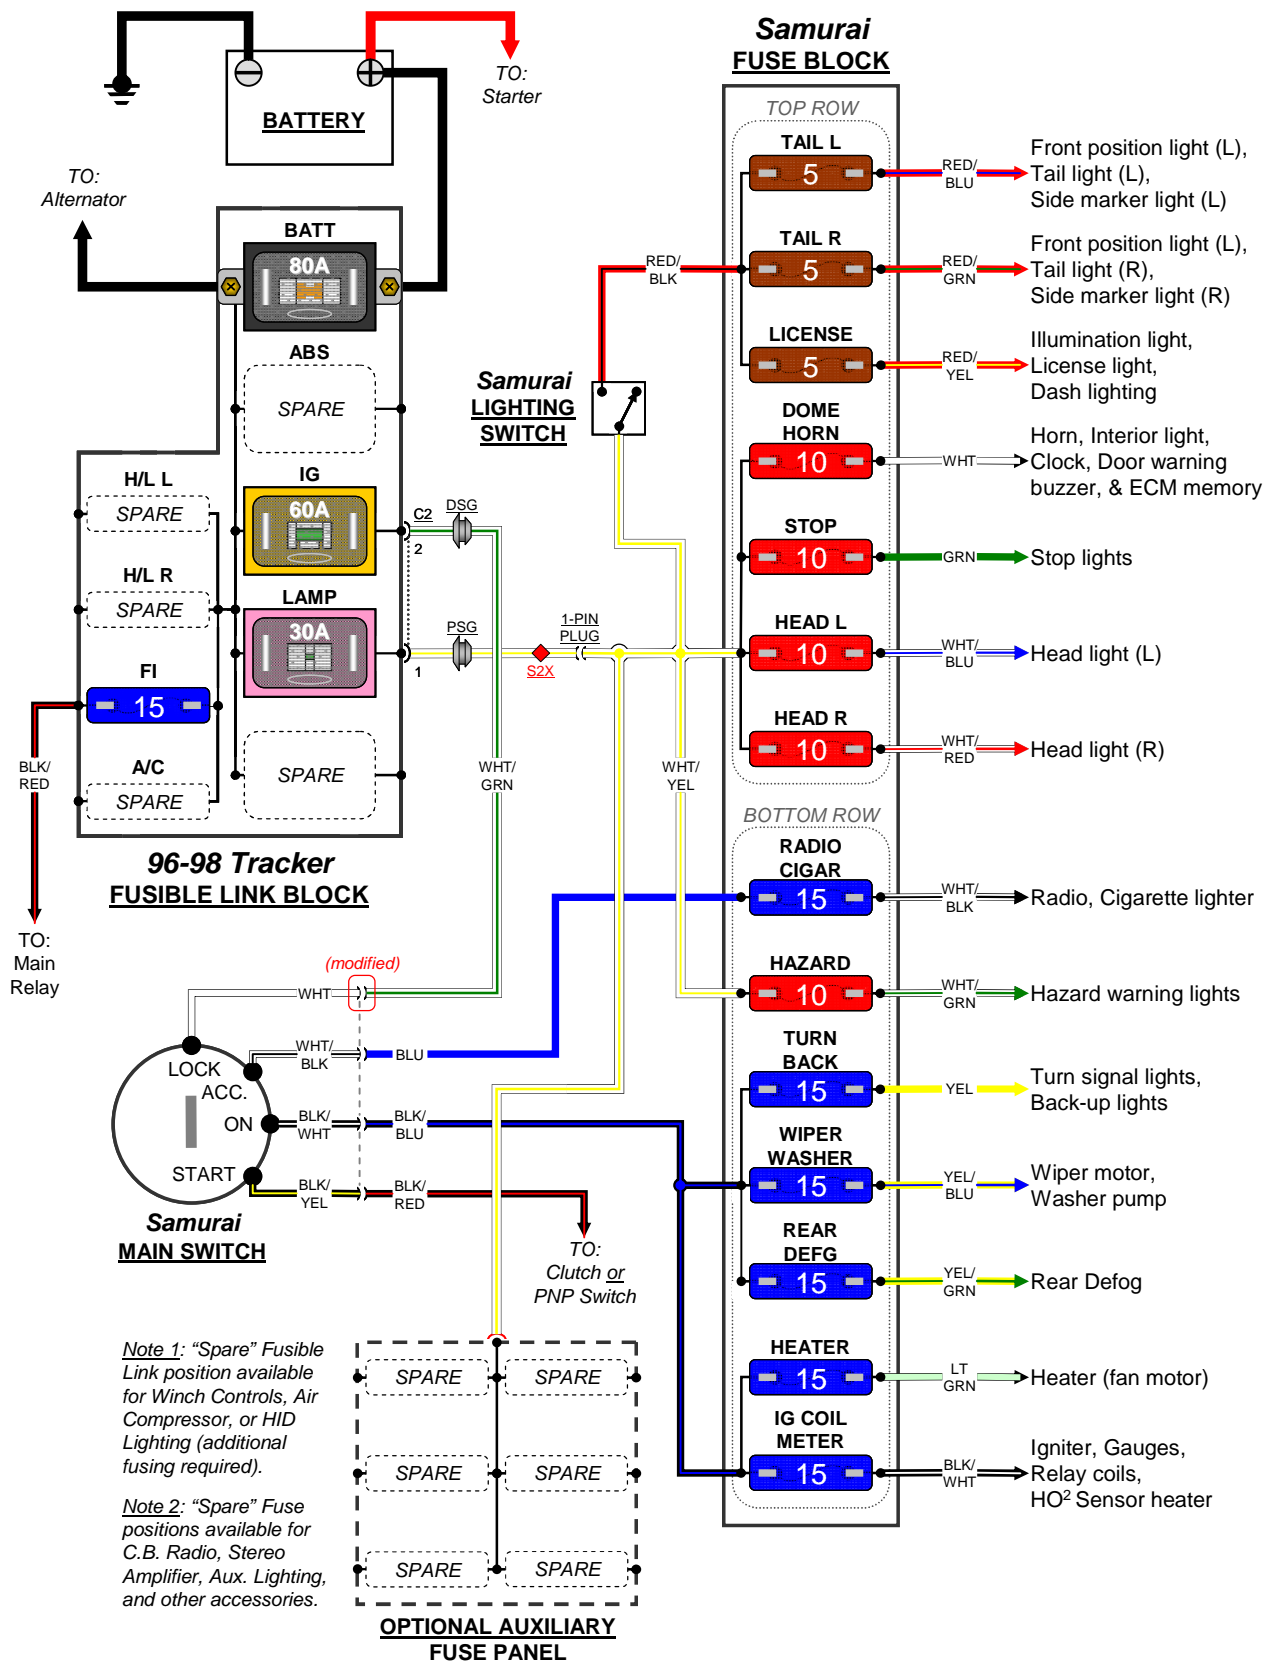 Samurai
FUSE BLOCK
TO:
Starter
BATTERY
TO:
Alternator
BATT
80A
ABS
SPARE
H/L L
SPARE
IG
60A
H/L R
SPARE
LAMP
30A
FI
15
A/C
SPARE
SPARE
C2
2
1
DSG
PSG
S2X
1-PIN
PLUG
BLK/
RED
WHT/
GRN
WHT/
YEL
96-98 Tracker
FUSIBLE LINK BLOCK
TO:
Main
Relay
RED/
BLK
Samurai
LIGHTING
SWITCH
TOP ROW
TAIL L
5
RED/
BLU
Front position light (L),
Tail light (L),
Side marker light (L)
TAIL R
5
RED/
GRN
Front position light (L),
Tail light (R),
Side marker light (R)
LICENSE
5
RED/
YEL
Illumination light,
License light,
Dash lighting
DOME
HORN
10
WHT
Horn, Interior light,
Clock, Door warning
buzzer, & ECM memory
STOP
10
GRN
Stop lights
HEAD L
10
WHT/
BLU
Head light (L)
HEAD R
10
WHT/
RED
Head light (R)
BOTTOM ROW
RADIO
CIGAR
15
WHT/
BLK
Radio, Cigarette lighter
HAZARD
10
WHT/
GRN
Hazard warning lights
TURN
BACK
15
YEL
Turn signal lights,
Back-up lights
WIPER
WASHER
15
YEL/
BLU
Wiper motor,
Washer pump
REAR
DEFG
15
YEL/
GRN
Rear Defog
HEATER
15
LT
GRN
Heater (fan motor)
IG COIL
METER
15
BLK/
WHT
Igniter, Gauges,
Relay coils,
HO² Sensor heater
(modified)
WHT
WHT/
BLK
BLU
BLK/
WHT
BLK/
BLU
BLK/
YEL
BLK/
RED
LOCK
ACC.
ON
START
Samurai
MAIN SWITCH
TO:
Clutch or
PNP Switch
Note 1: “Spare” Fusible
Link position available
for Winch Controls, Air
Compressor, or HID
Lighting (additional
fusing required).
Note 2: “Spare” Fuse
positions available for
C.B. Radio, Stereo
Amplifier, Aux. Lighting,
and other accessories.
SPARE
SPARE
SPARE
SPARE
SPARE
SPARE
OPTIONAL AUXILIARY
FUSE PANEL